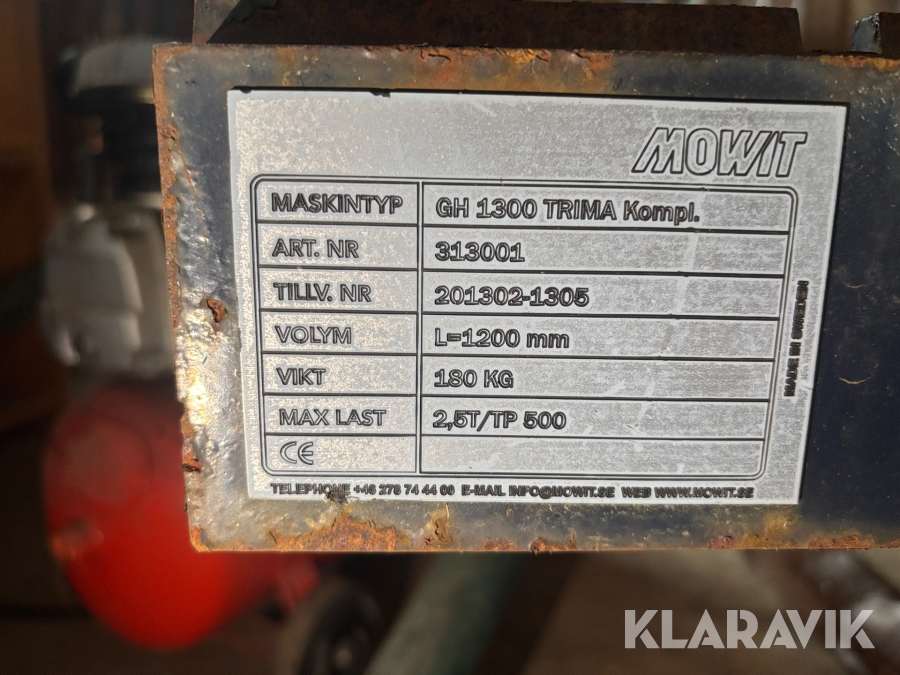 MOWIT
MASKINTYP GH 1300 TRIMA Kompl.
ART. NR 313001
TILLV. NR 201302-1305
VOLYM L=1200 mm
VIKT 180 KG
MAX LAST 2,5T/TP 500
CE
TELEPHONE +46 278 74 44 08 E-MAIL INFO@MOWIT.SE WEB WWW.MOWIT.SE
MADE IN SWEDEN
KLARAVIK